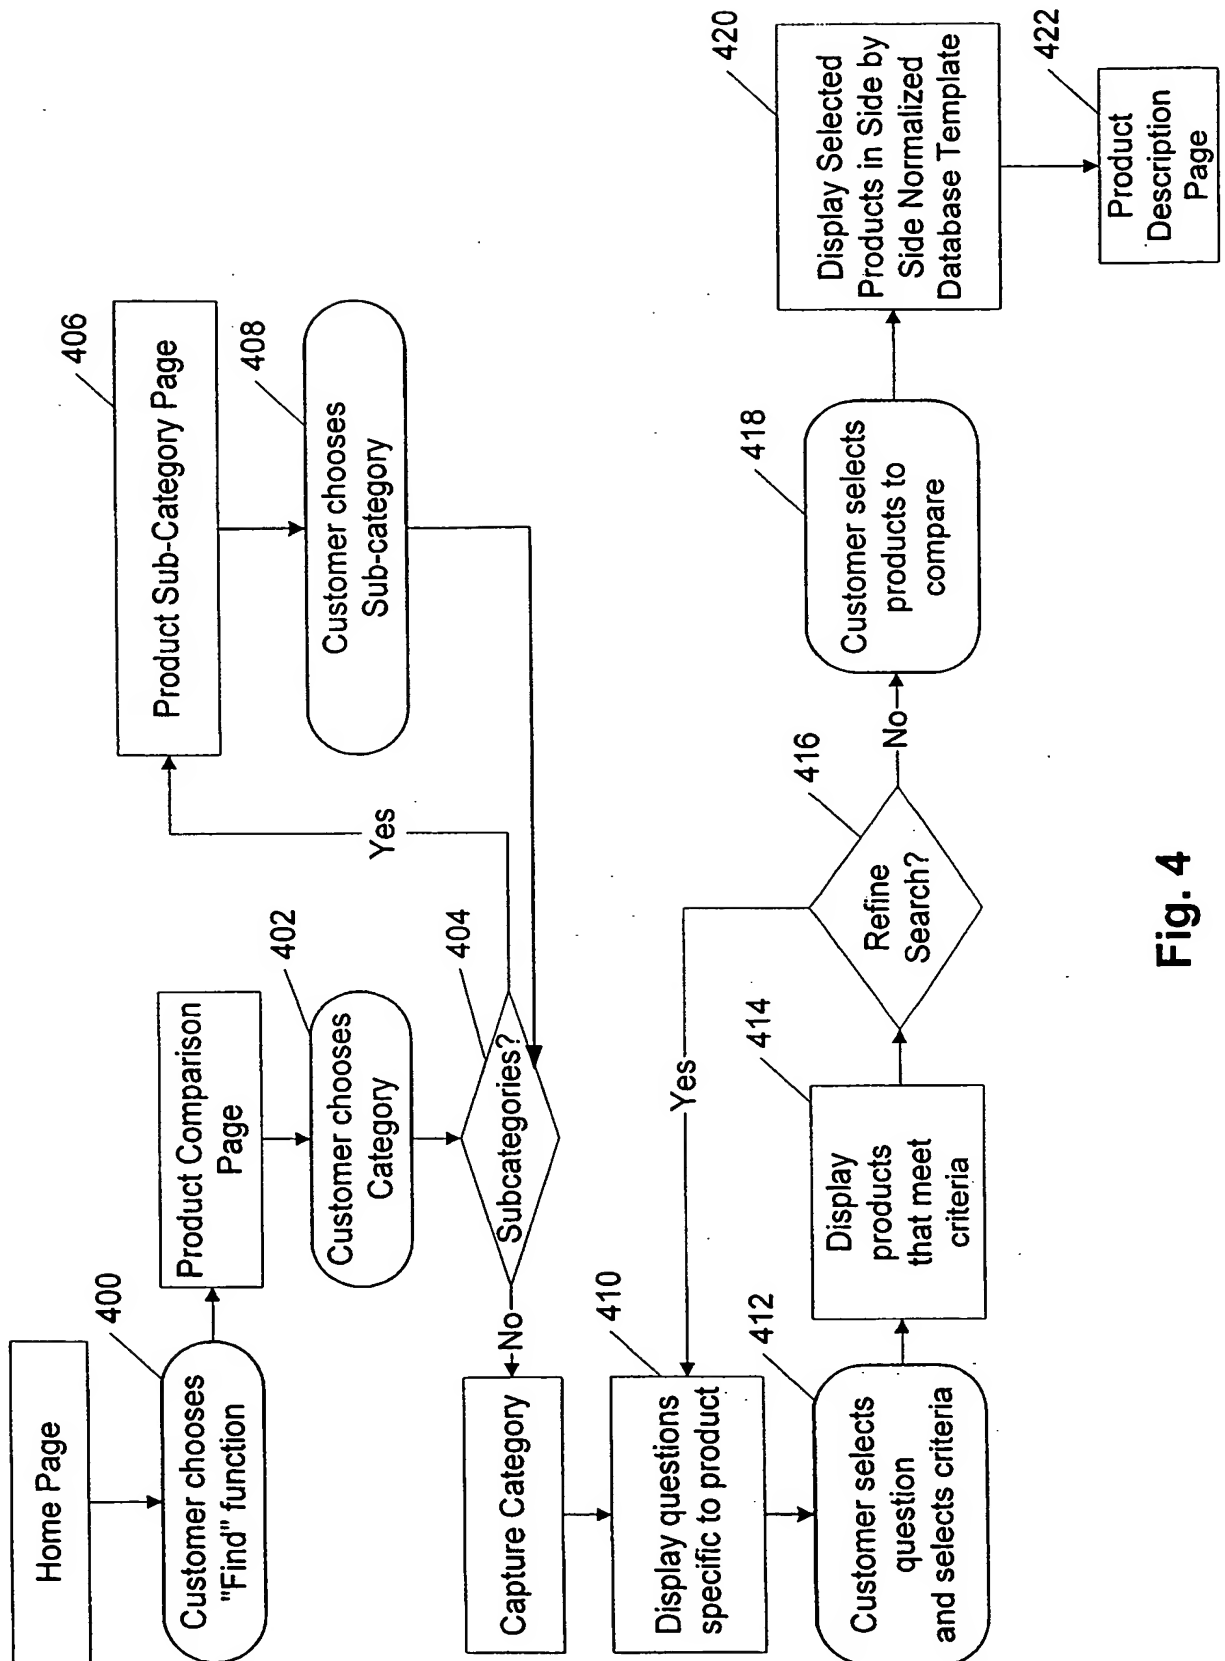 Home Page
400
Customer chooses
"Find" function
Product Comparison
Page
402
Customer chooses
Category
404
Subcategories?
Yes
406
Product Sub-Category Page
408
Customer chooses
Sub-category
No
Capture Category
410
Display questions
specific to product
412
Customer selects
question
and selects criteria
414
Display
products
that meet
criteria
416
Refine
Search?
Yes
No
418
Customer selects
products to
compare
420
Display Selected
Products in Side by
Side Normalized
Database Template
422
Product
Description
Page
Fig. 4